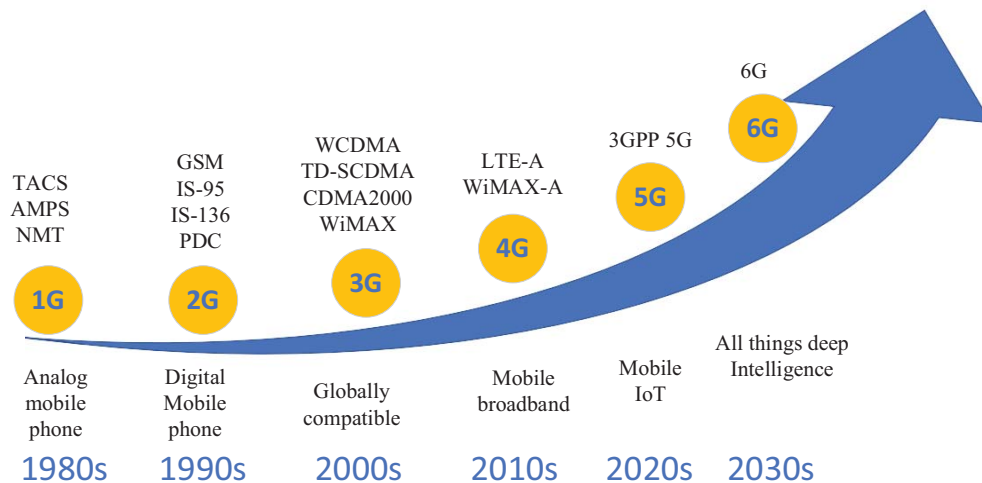 TACS
AMPS
NMT
1G
Analog
mobile
phone
1980s
GSM
IS-95
IS-136
PDC
2G
Digital
Mobile
phone
1990s
WCDMA
TD-SCDMA
CDMA2000
WiMAX
3G
Globally
compatible
2000s
LTE-A
WiMAX-A
4G
Mobile
broadband
2010s
3GPP 5G
5G
Mobile
IoT
2020s
6G
6G
All things deep
Intelligence
2030s